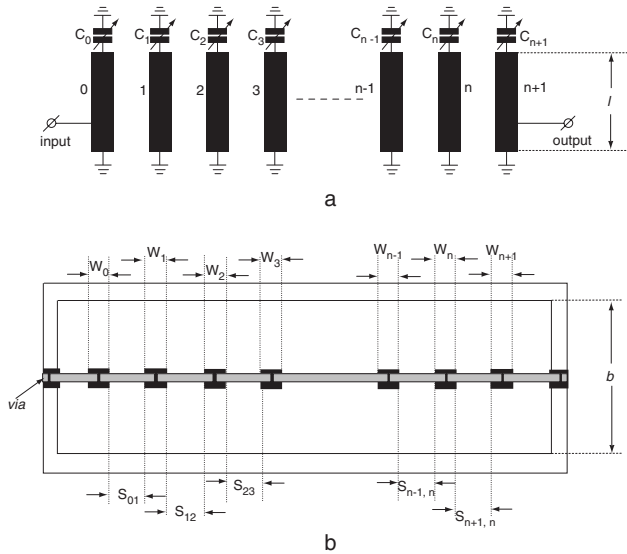 C0 C1 C2 C3 Cn-1 Cn Cn+1
0 1 2 3 n-1 n n+1 l
input output
a
W0 W1 W2 W3 Wn-1 Wn Wn+1
b
via
S01 S12 S23 Sn-1, n Sn+1, n
b